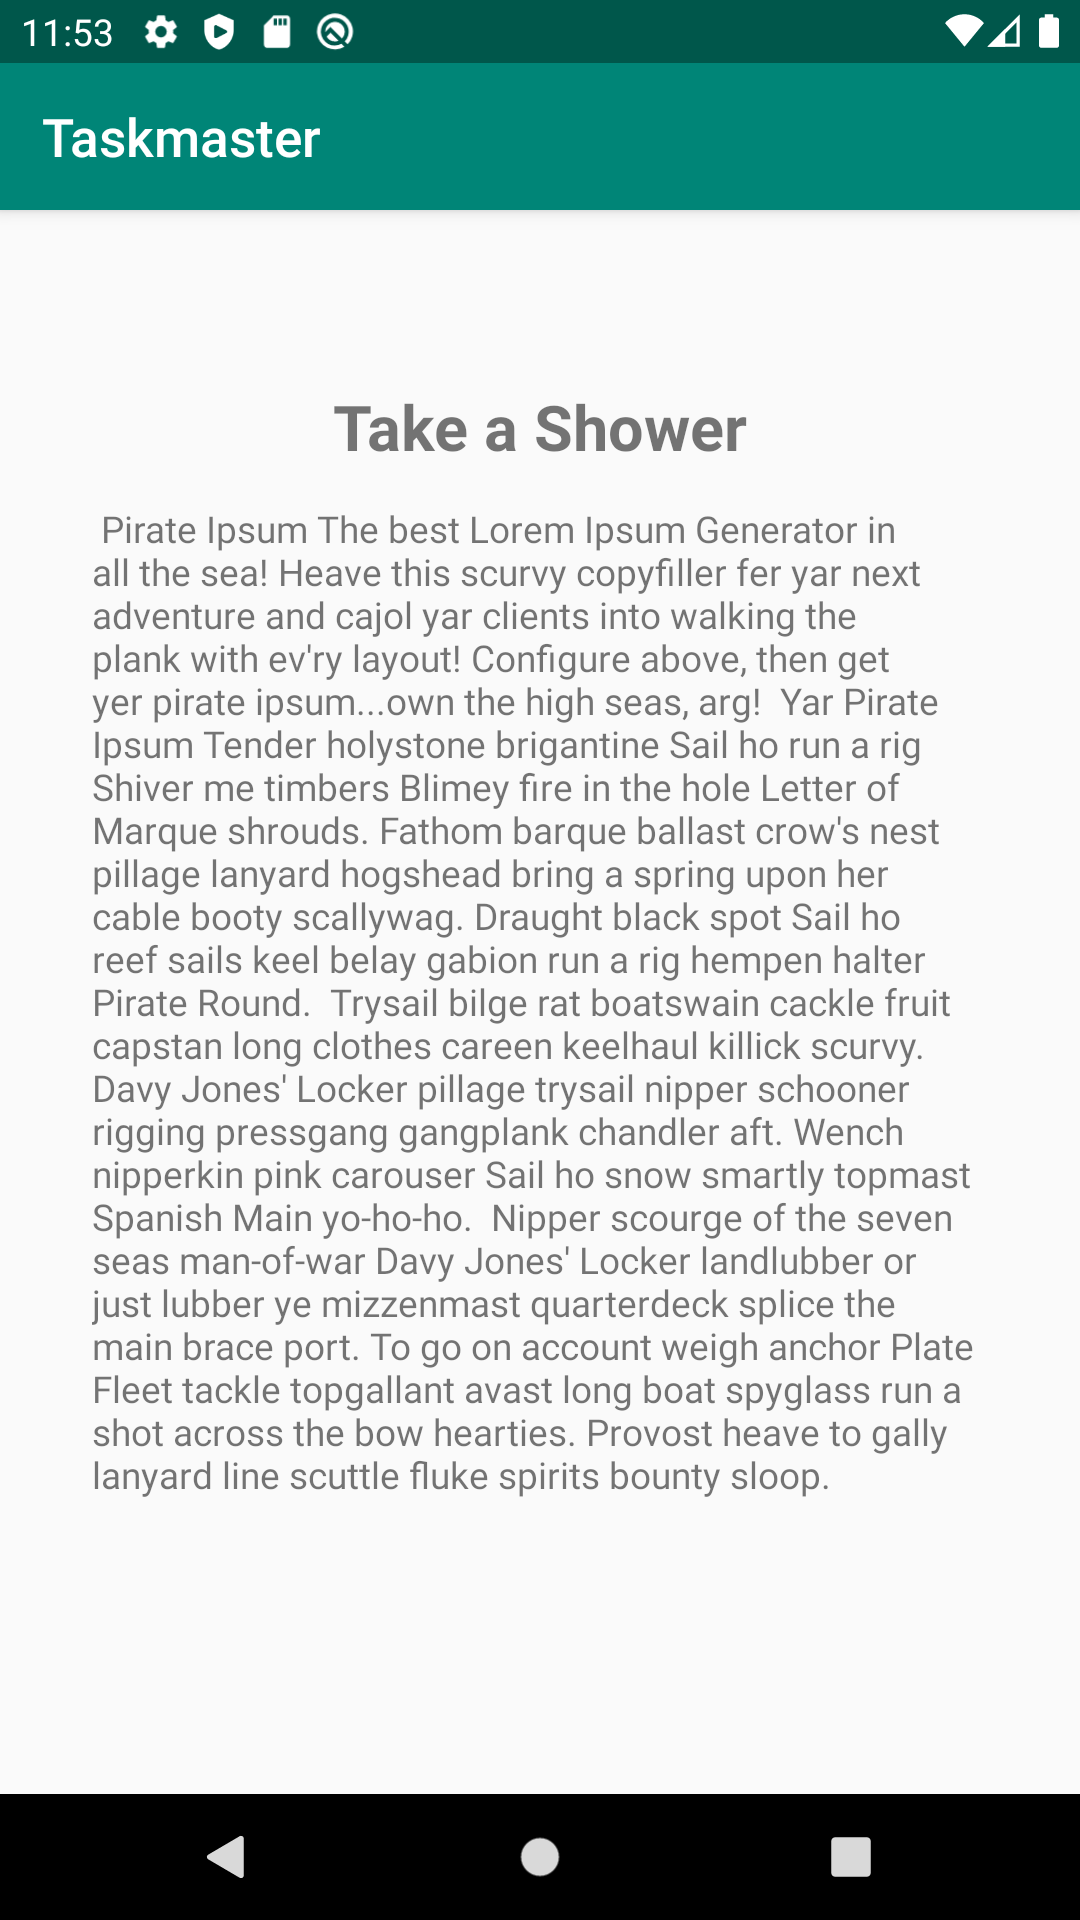 11:53
Taskmaster
Take a Shower
Pirate Ipsum The best Lorem Ipsum Generator in
all the sea! Heave this scurvy copyfiller fer yar next
adventure and cajol yar clients into walking the
plank with ev'ry layout! Configure above, then get
yer pirate ipsum...own the high seas, arg!  Yar Pirate
Ipsum Tender holystone brigantine Sail ho run a rig
Shiver me timbers Blimey fire in the hole Letter of
Marque shrouds. Fathom barque ballast crow's nest
pillage lanyard hogshead bring a spring upon her
cable booty scallywag. Draught black spot Sail ho
reef sails keel belay gabion run a rig hempen halter
Pirate Round.  Trysail bilge rat boatswain cackle fruit
capstan long clothes careen keelhaul killick scurvy.
Davy Jones' Locker pillage trysail nipper schooner
rigging pressgang gangplank chandler aft. Wench
nipperkin pink carouser Sail ho snow smartly topmast
Spanish Main yo-ho-ho.  Nipper scourge of the seven
seas man-of-war Davy Jones' Locker landlubber or
just lubber ye mizzenmast quarterdeck splice the
main brace port. To go on account weigh anchor Plate
Fleet tackle topgallant avast long boat spyglass run a
shot across the bow hearties. Provost heave to gally
lanyard line scuttle fluke spirits bounty sloop.